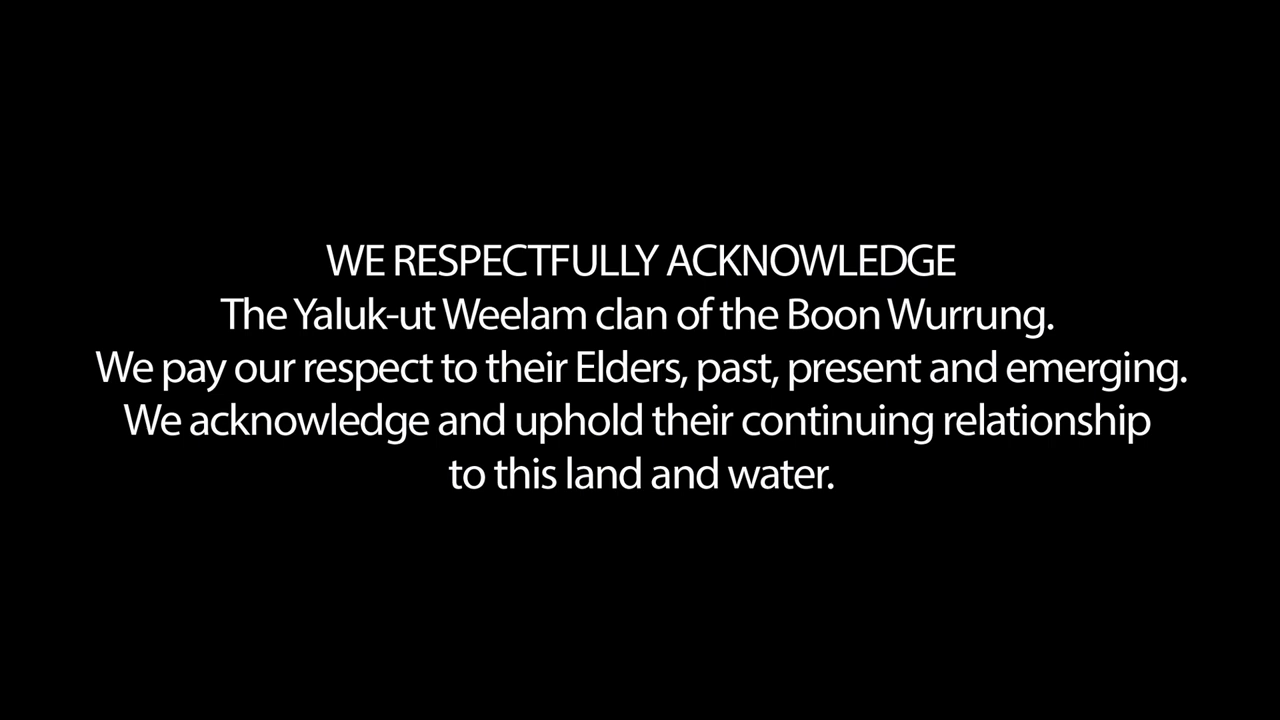 WE RESPECTFULLY ACKNOWLEDGE
The Yaluk-ut Weelam clan of the Boon Wurrung.
We pay our respect to their Elders, past, present and emerging.
We acknowledge and uphold their continuing relationship
to this land and water.